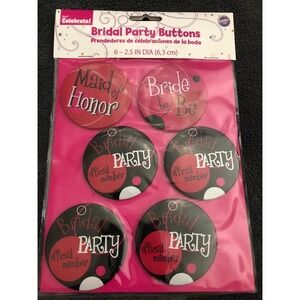 Celebrate!
Bridal Party Buttons
Prendedores de celebraciones de la boda
6 – 2.5 IN DIA (6,3 cm)
Maid of
Honor
Bride
to Be
Bridal
PARTY
official
member
Bridal
PARTY
official
member
Bridal
PARTY
official
member
Bridal
PARTY
official
member